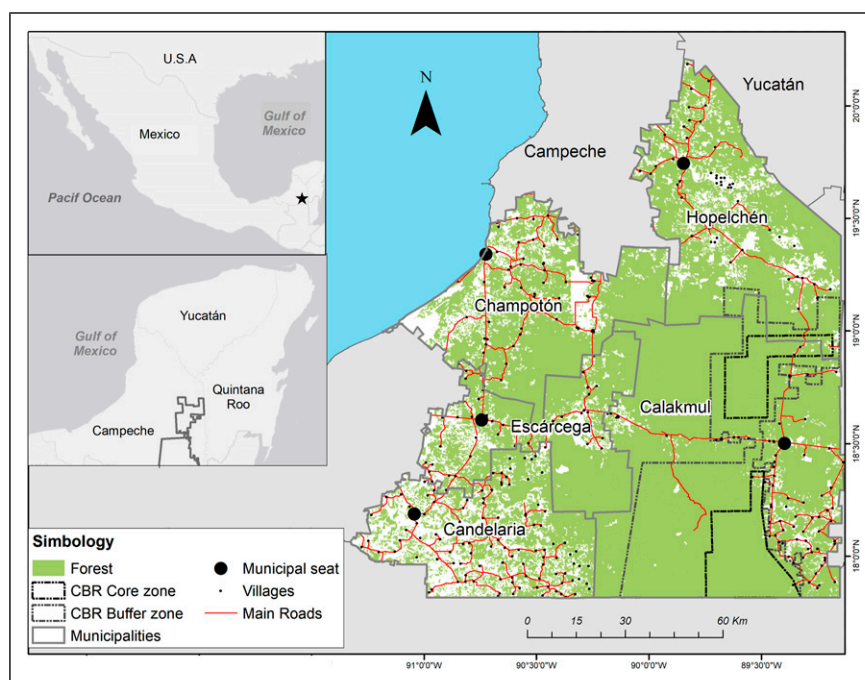 U.S.A
Gulf of
Mexico
Mexico
Pacif Ocean
Yucatán
Gulf of
Mexico
Quintana
Roo
Campeche
N
Yucatán
Campeche
Hopelchén
Champotón
Calakmul
Escárcega
Candelaria
20°0'0"N
19°30'0"N
19°0'0"N
18°30'0"N
18°0'0"N
Simbology
Forest
CBR Core zone
CBR Buffer zone
Municipalities
Municipal seat
Villages
Main Roads
0 15 30 60 Km
91°0'0"W 90°30'0"W 90°0'0"W 89°30'0"W